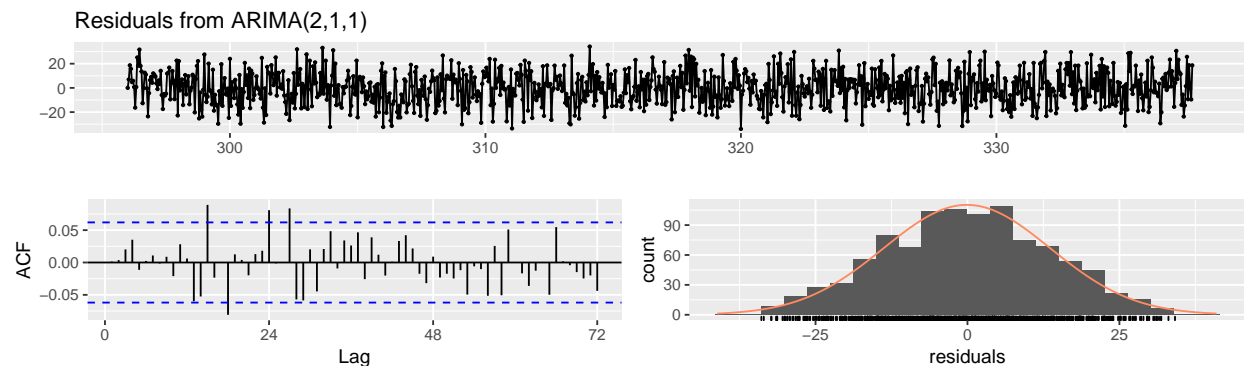 Residuals from ARIMA(2,1,1)
20
0
−20
300 310 320 330
ACF
0.05
0.00
−0.05
0 24 48 72
Lag
count
90
60
30
0
−25 0 25
residuals